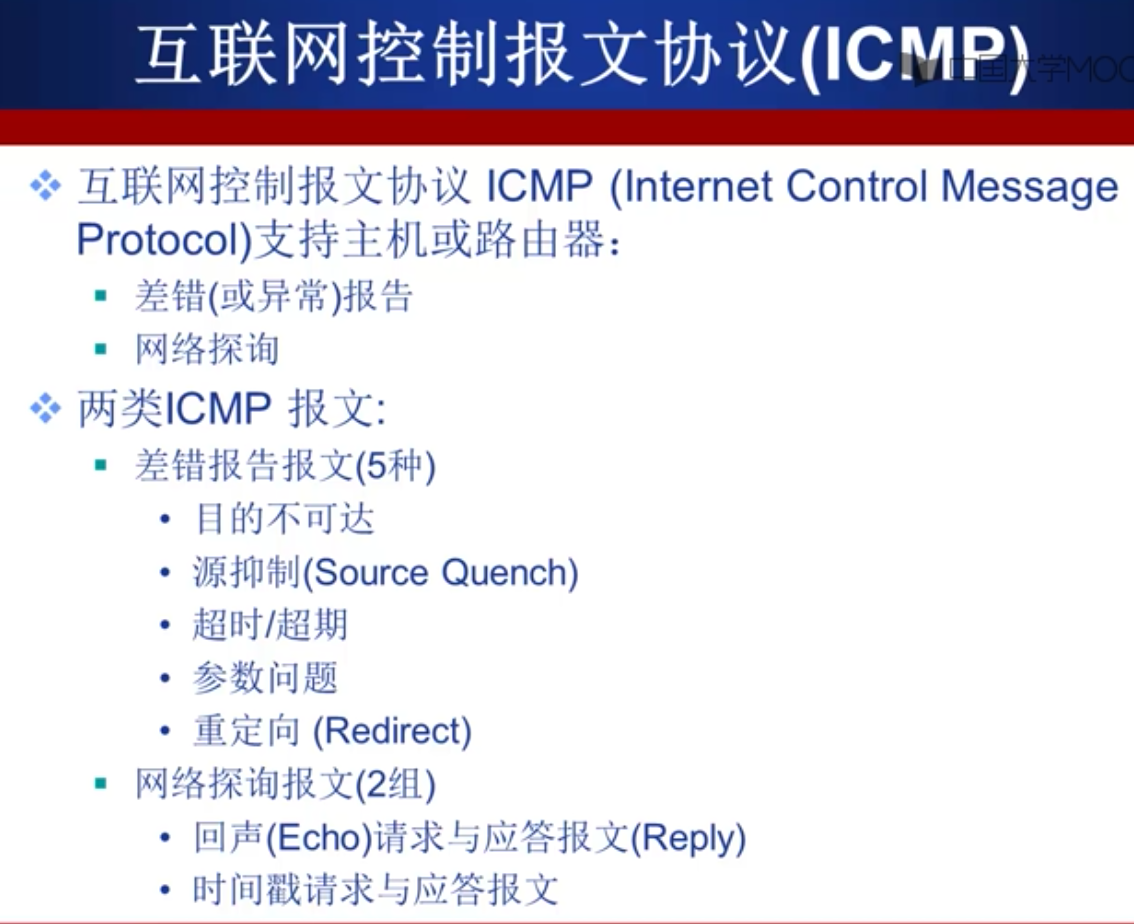 互联网控制报文协议(ICMP)
中国大学MOO
互联网控制报文协议 ICMP (Internet Control Message
Protocol)支持主机或路由器：
差错(或异常)报告
网络探询
两类ICMP 报文:
差错报告报文(5种)
目的不可达
源抑制(Source Quench)
超时/超期
参数问题
重定向 (Redirect)
网络探询报文(2组)
回声(Echo)请求与应答报文(Reply)
时间戳请求与应答报文